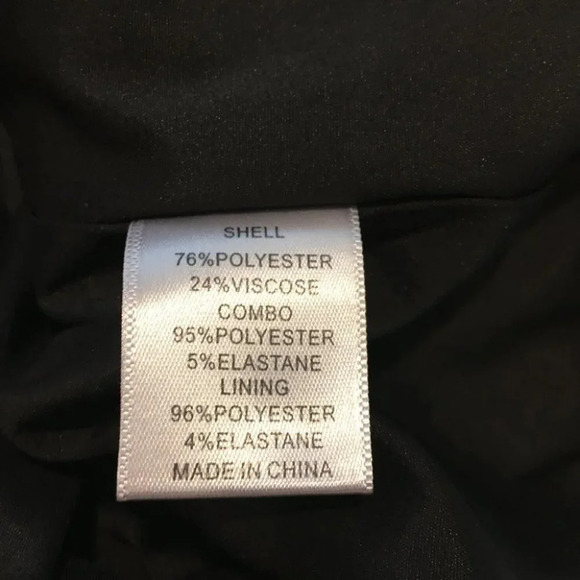 SHELL
76%POLYESTER
24%VISCOSE
COMBO
95%POLYESTER
5%ELASTANE
LINING
96%POLYESTER
4%ELASTANE
MADE IN CHINA